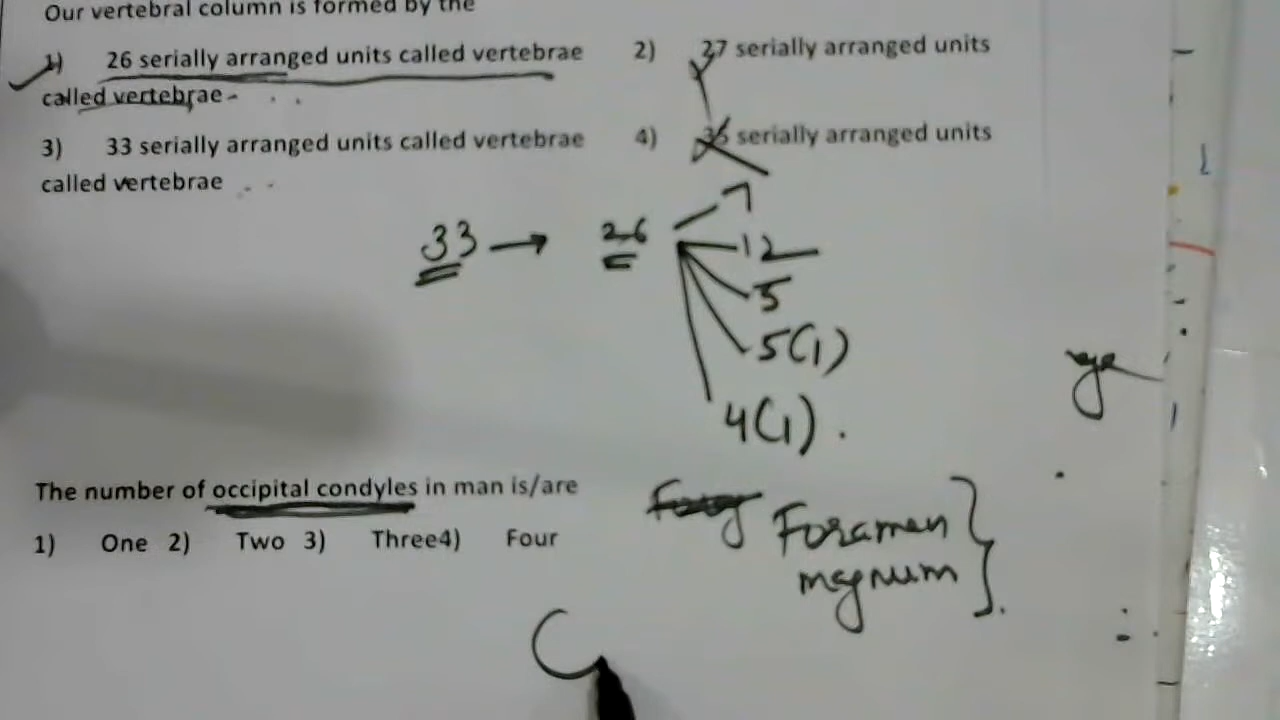 Our vertebral column is formed by the
1) 26 serially arranged units called vertebrae 2) 27 serially arranged units
called vertebrae
3) 33 serially arranged units called vertebrae 4) 35 serially arranged units
called vertebrae
33 → 26
7
12
5
5(1)
4(1).
The number of occipital condyles in man is/are
1) One 2) Two 3) Three4) Four
Foramen
magnum